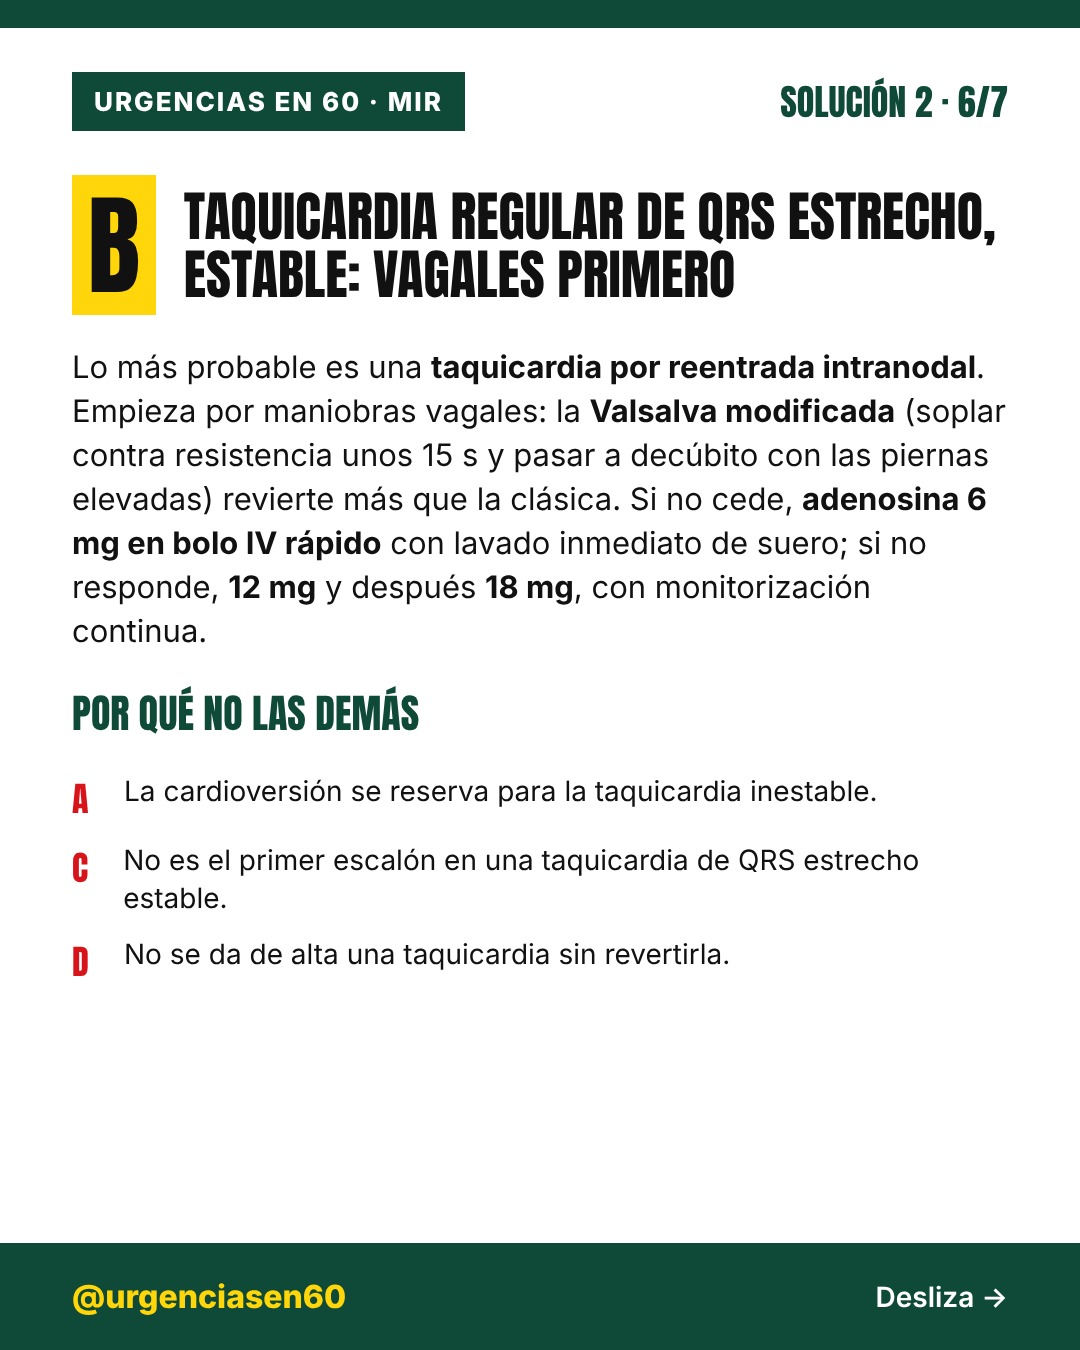 URGENCIAS EN 60 · MIR
SOLUCIÓN 2 · 6/7
B
TAQUICARDIA REGULAR DE QRS ESTRECHO,
ESTABLE: VAGALES PRIMERO
Lo más probable es una taquicardia por reentrada intranodal.
Empieza por maniobras vagales: la Valsalva modificada (soplar
contra resistencia unos 15 s y pasar a decúbito con las piernas
elevadas) revierte más que la clásica. Si no cede, adenosina 6
mg en bolo IV rápido con lavado inmediato de suero; si no
responde, 12 mg y después 18 mg, con monitorización
continua.
POR QUÉ NO LAS DEMÁS
A La cardioversión se reserva para la taquicardia inestable.
C No es el primer escalón en una taquicardia de QRS estrecho
estable.
D No se da de alta una taquicardia sin revertirla.
@urgenciasen60
Desliza →